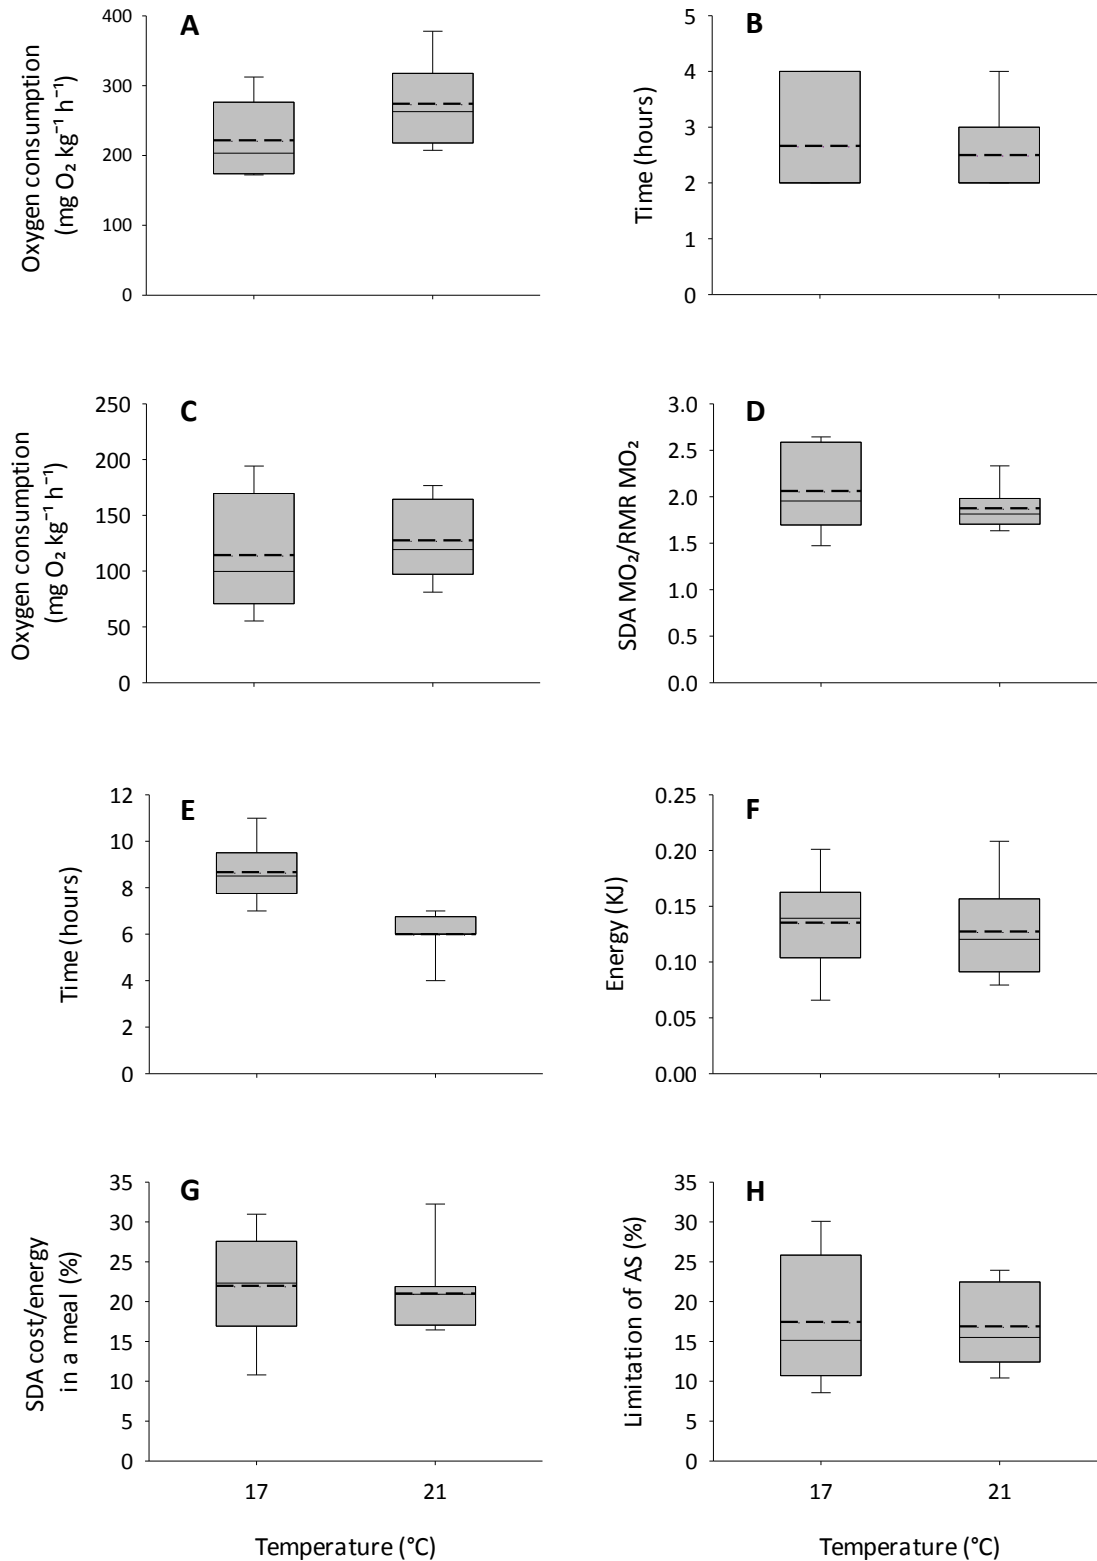 A
400
300
200
100
0
Oxygen consumption
(mg O₂ kg⁻¹ h⁻¹)
B
5
4
3
2
1
0
Time (hours)
C
250
200
150
100
50
0
Oxygen consumption
(mg O₂ kg⁻¹ h⁻¹)
D
3.0
2.5
2.0
1.5
1.0
0.5
0.0
SDA MO₂/RMR MO₂
E
12
10
8
6
4
2
0
Time (hours)
F
0.25
0.20
0.15
0.10
0.05
0.00
Energy (KJ)
G
35
30
25
20
15
10
5
0
SDA cost/energy
in a meal (%)
17
21
Temperature (°C)
H
35
30
25
20
15
10
5
0
Limitation of AS (%)
17
21
Temperature (°C)